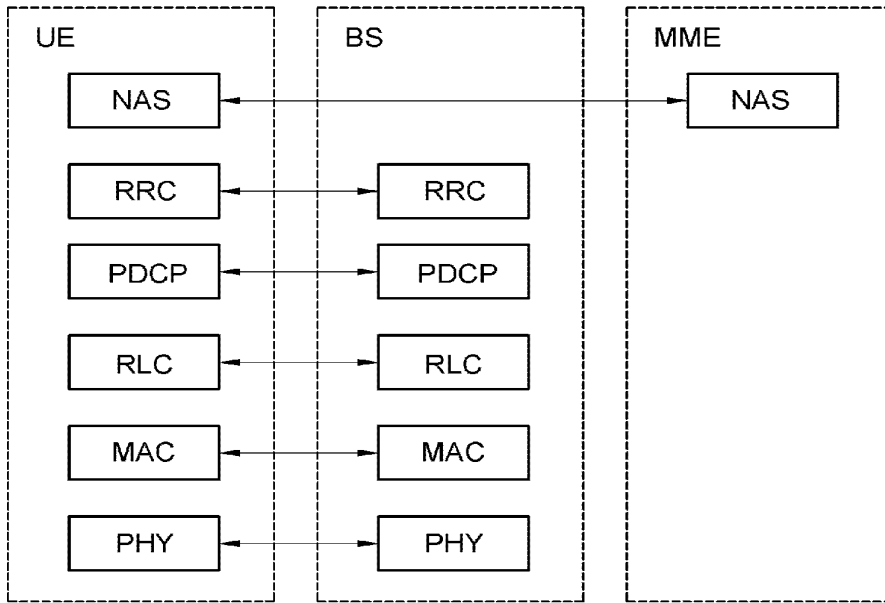 UE BS MME
NAS NAS
RRC RRC
PDCP PDCP
RLC RLC
MAC MAC
PHY PHY